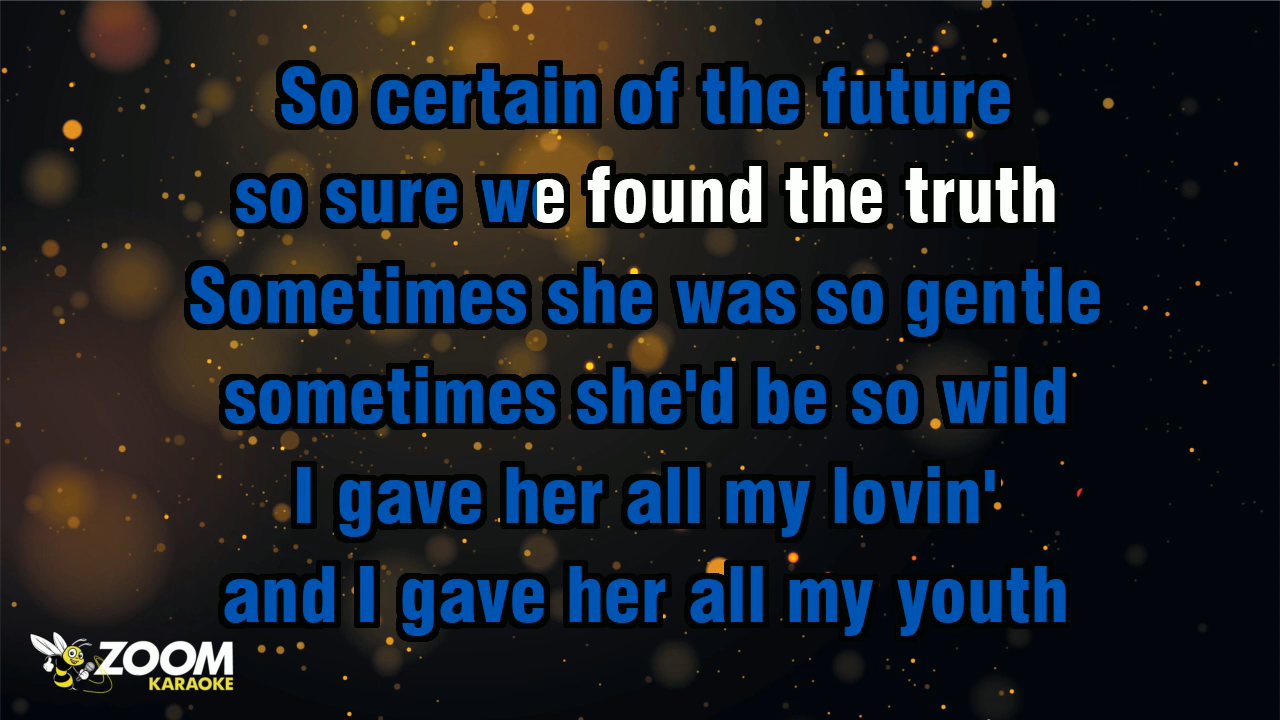 So certain of the future
so sure we found the truth
Sometimes she was so gentle
sometimes she'd be so wild
I gave her all my lovin'
and I gave her all my youth
ZOOM
KARAOKE